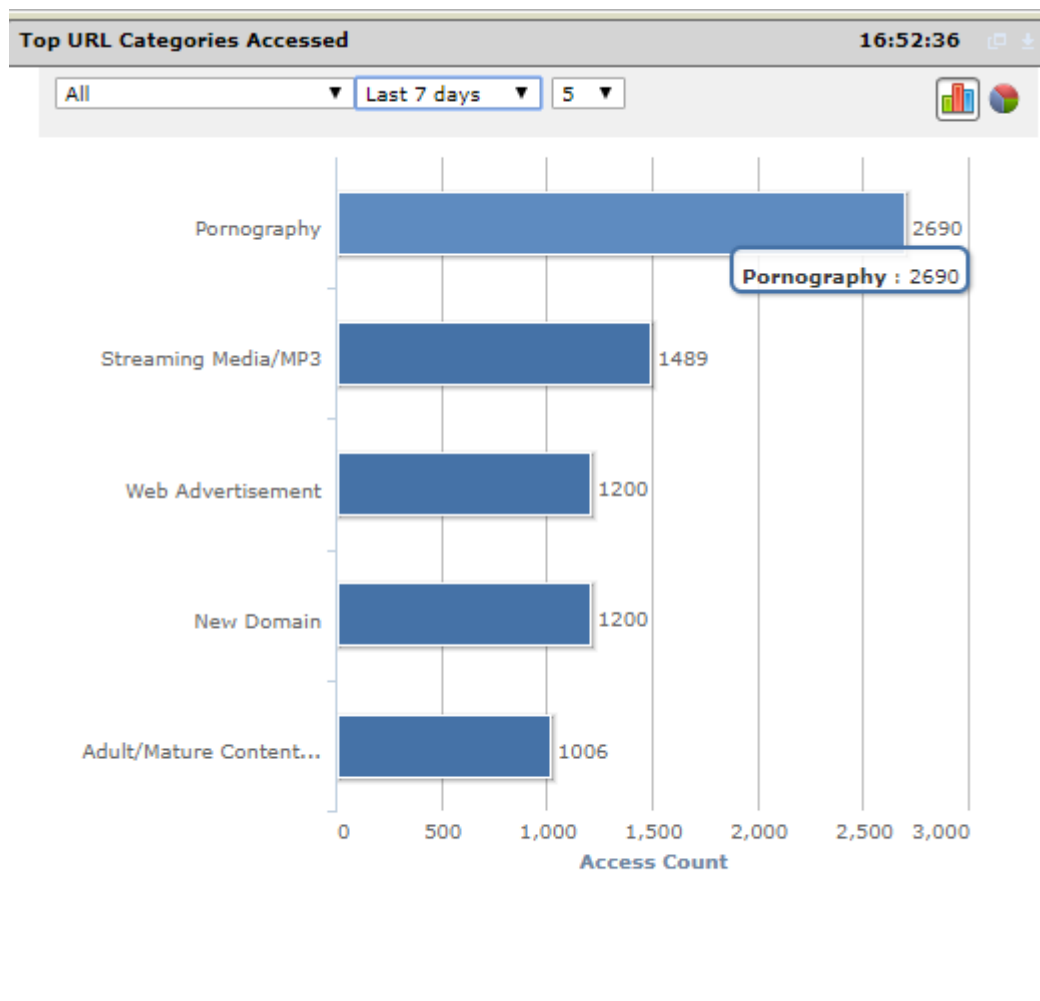 Top URL Categories Accessed 16:52:36
All Last 7 days 5
Pornography 2690
Pornography : 2690
Streaming Media/MP3 1489
Web Advertisement 1200
New Domain 1200
Adult/Mature Content... 1006
0 500 1,000 1,500 2,000 2,500 3,000
Access Count